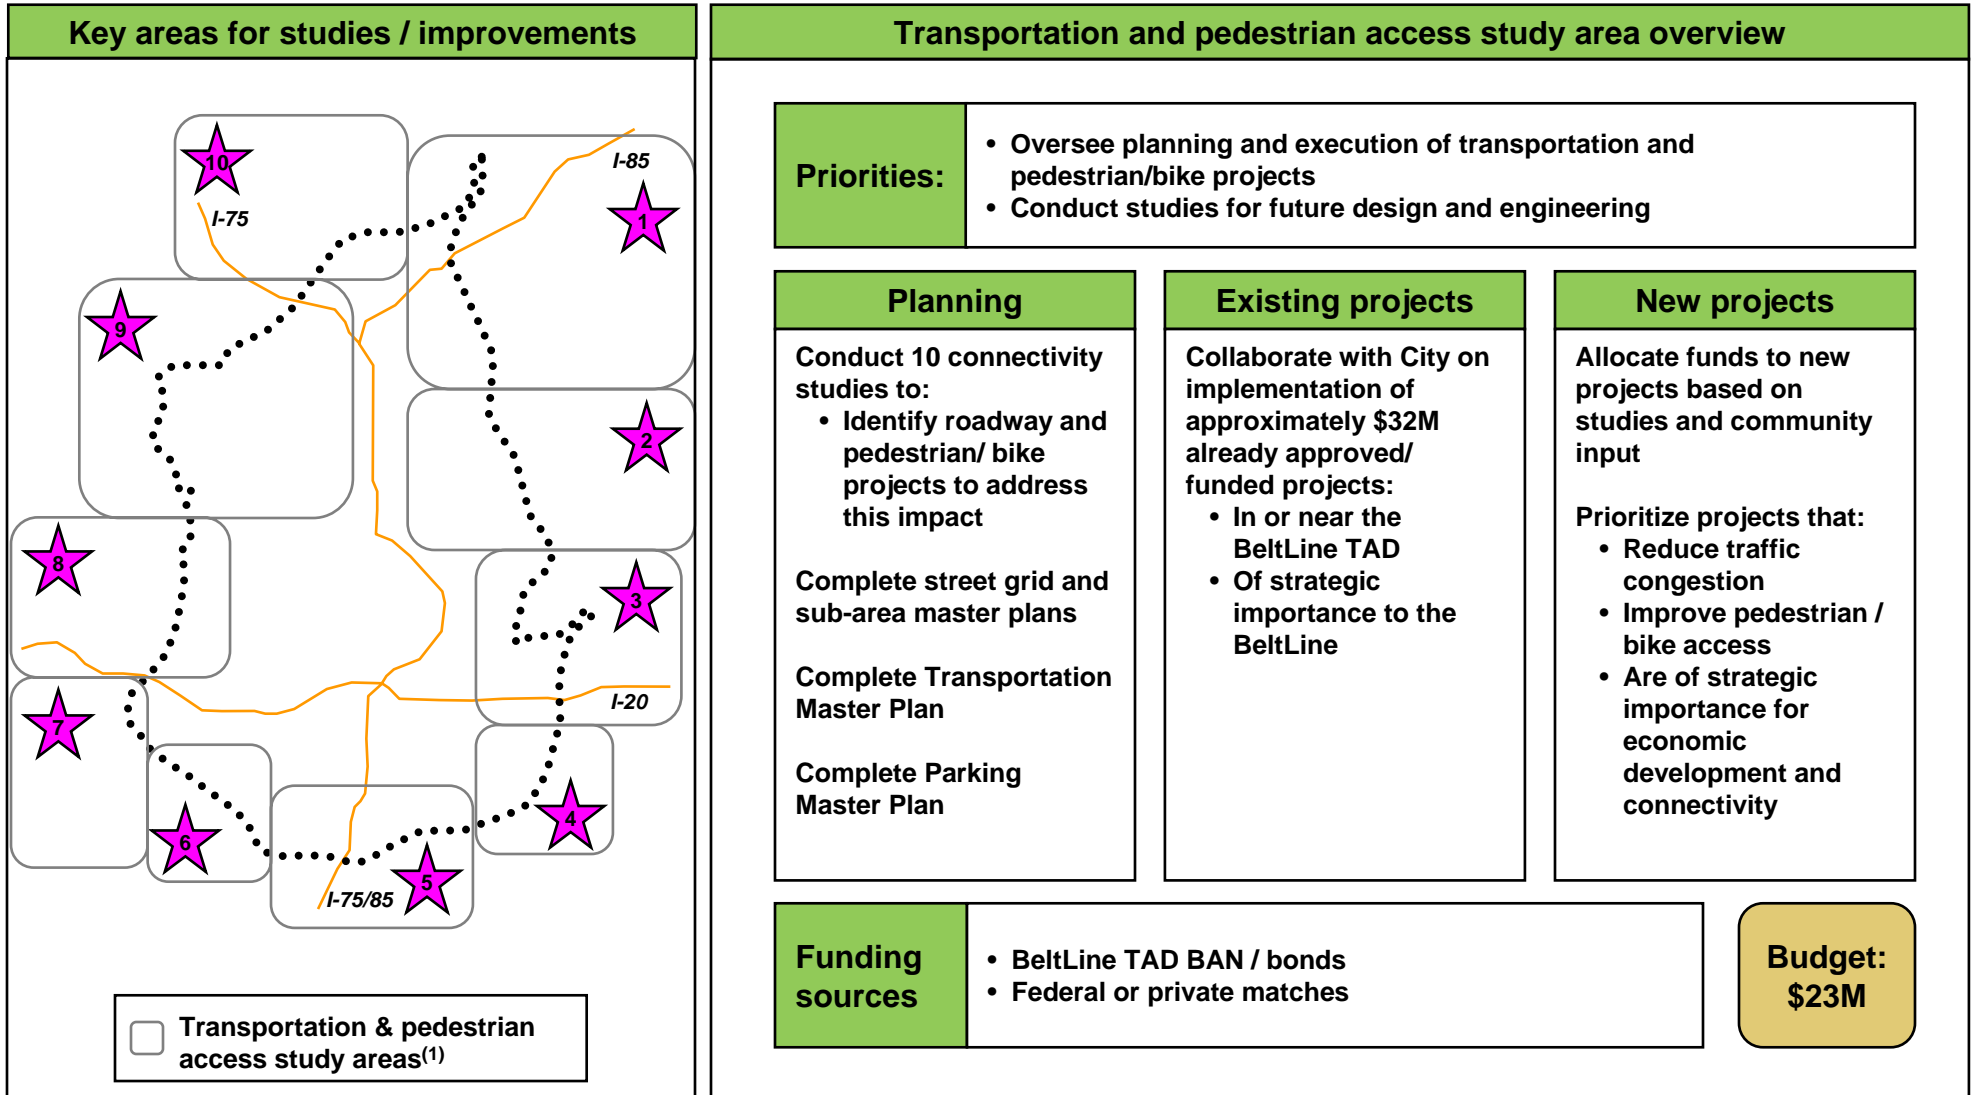 Key areas for studies / improvements
10
I-85
1
I-75
9
2
8
3
I-20
7
4
6
5
I-75/85
Transportation & pedestrian
access study areas(1)
Transportation and pedestrian access study area overview
Priorities:
• Oversee planning and execution of transportation and
pedestrian/bike projects
• Conduct studies for future design and engineering
Planning
Conduct 10 connectivity
studies to:
• Identify roadway and
pedestrian/ bike
projects to address
this impact
Complete street grid and
sub-area master plans
Complete Transportation
Master Plan
Complete Parking
Master Plan
Existing projects
Collaborate with City on
implementation of
approximately $32M
already approved/
funded projects:
• In or near the
BeltLine TAD
• Of strategic
importance to the
BeltLine
New projects
Allocate funds to new
projects based on
studies and community
input
Prioritize projects that:
• Reduce traffic
congestion
• Improve pedestrian /
bike access
• Are of strategic
importance for
economic
development and
connectivity
Funding
sources
• BeltLine TAD BAN / bonds
• Federal or private matches
Budget:
$23M